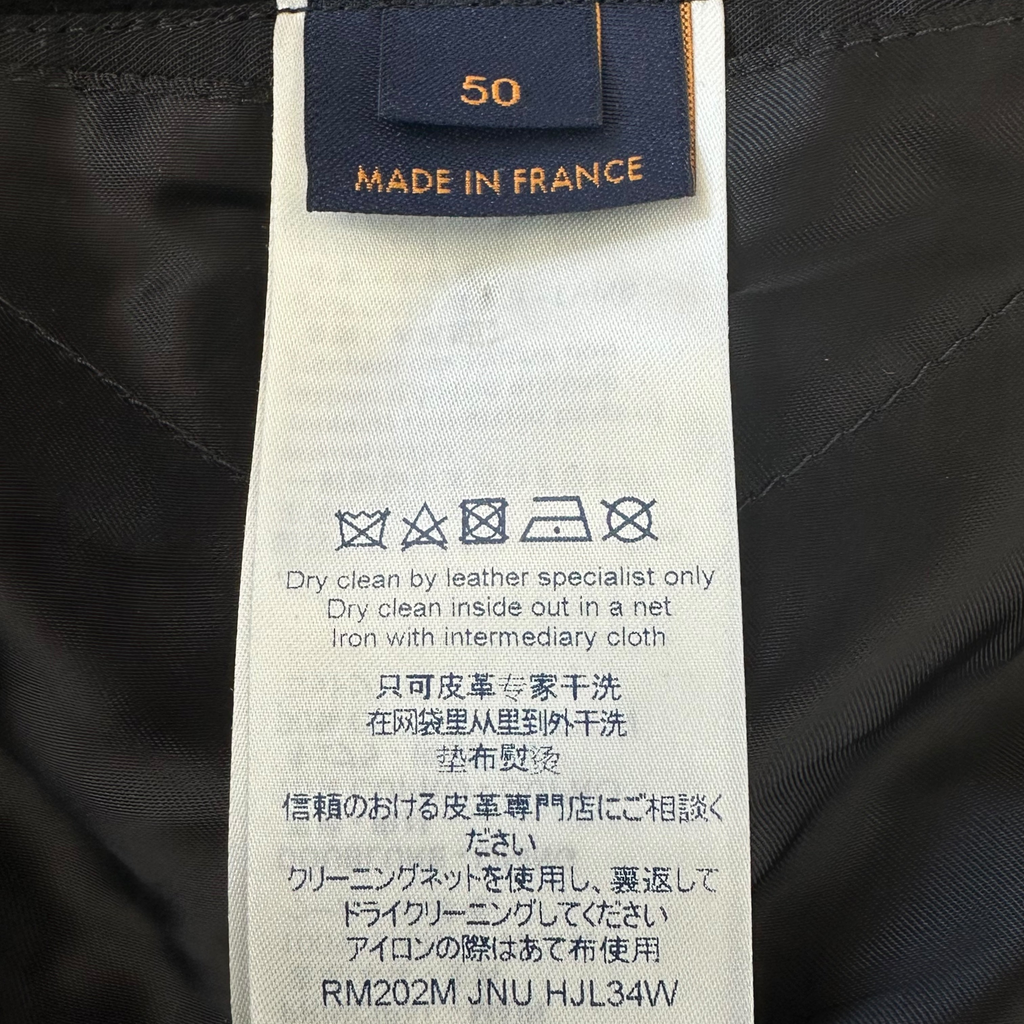 50
MADE IN FRANCE
Dry clean by leather specialist only
Dry clean inside out in a net
Iron with intermediary cloth
只可皮革专家干洗
在网袋里从里到外干洗
垫布熨烫
信頼のおける皮革専門店にご相談く
ださい
クリーニングネットを使用し、裏返して
ドライクリーニングしてください
アイロンの際はあて布使用
RM202M JNU HJL34W